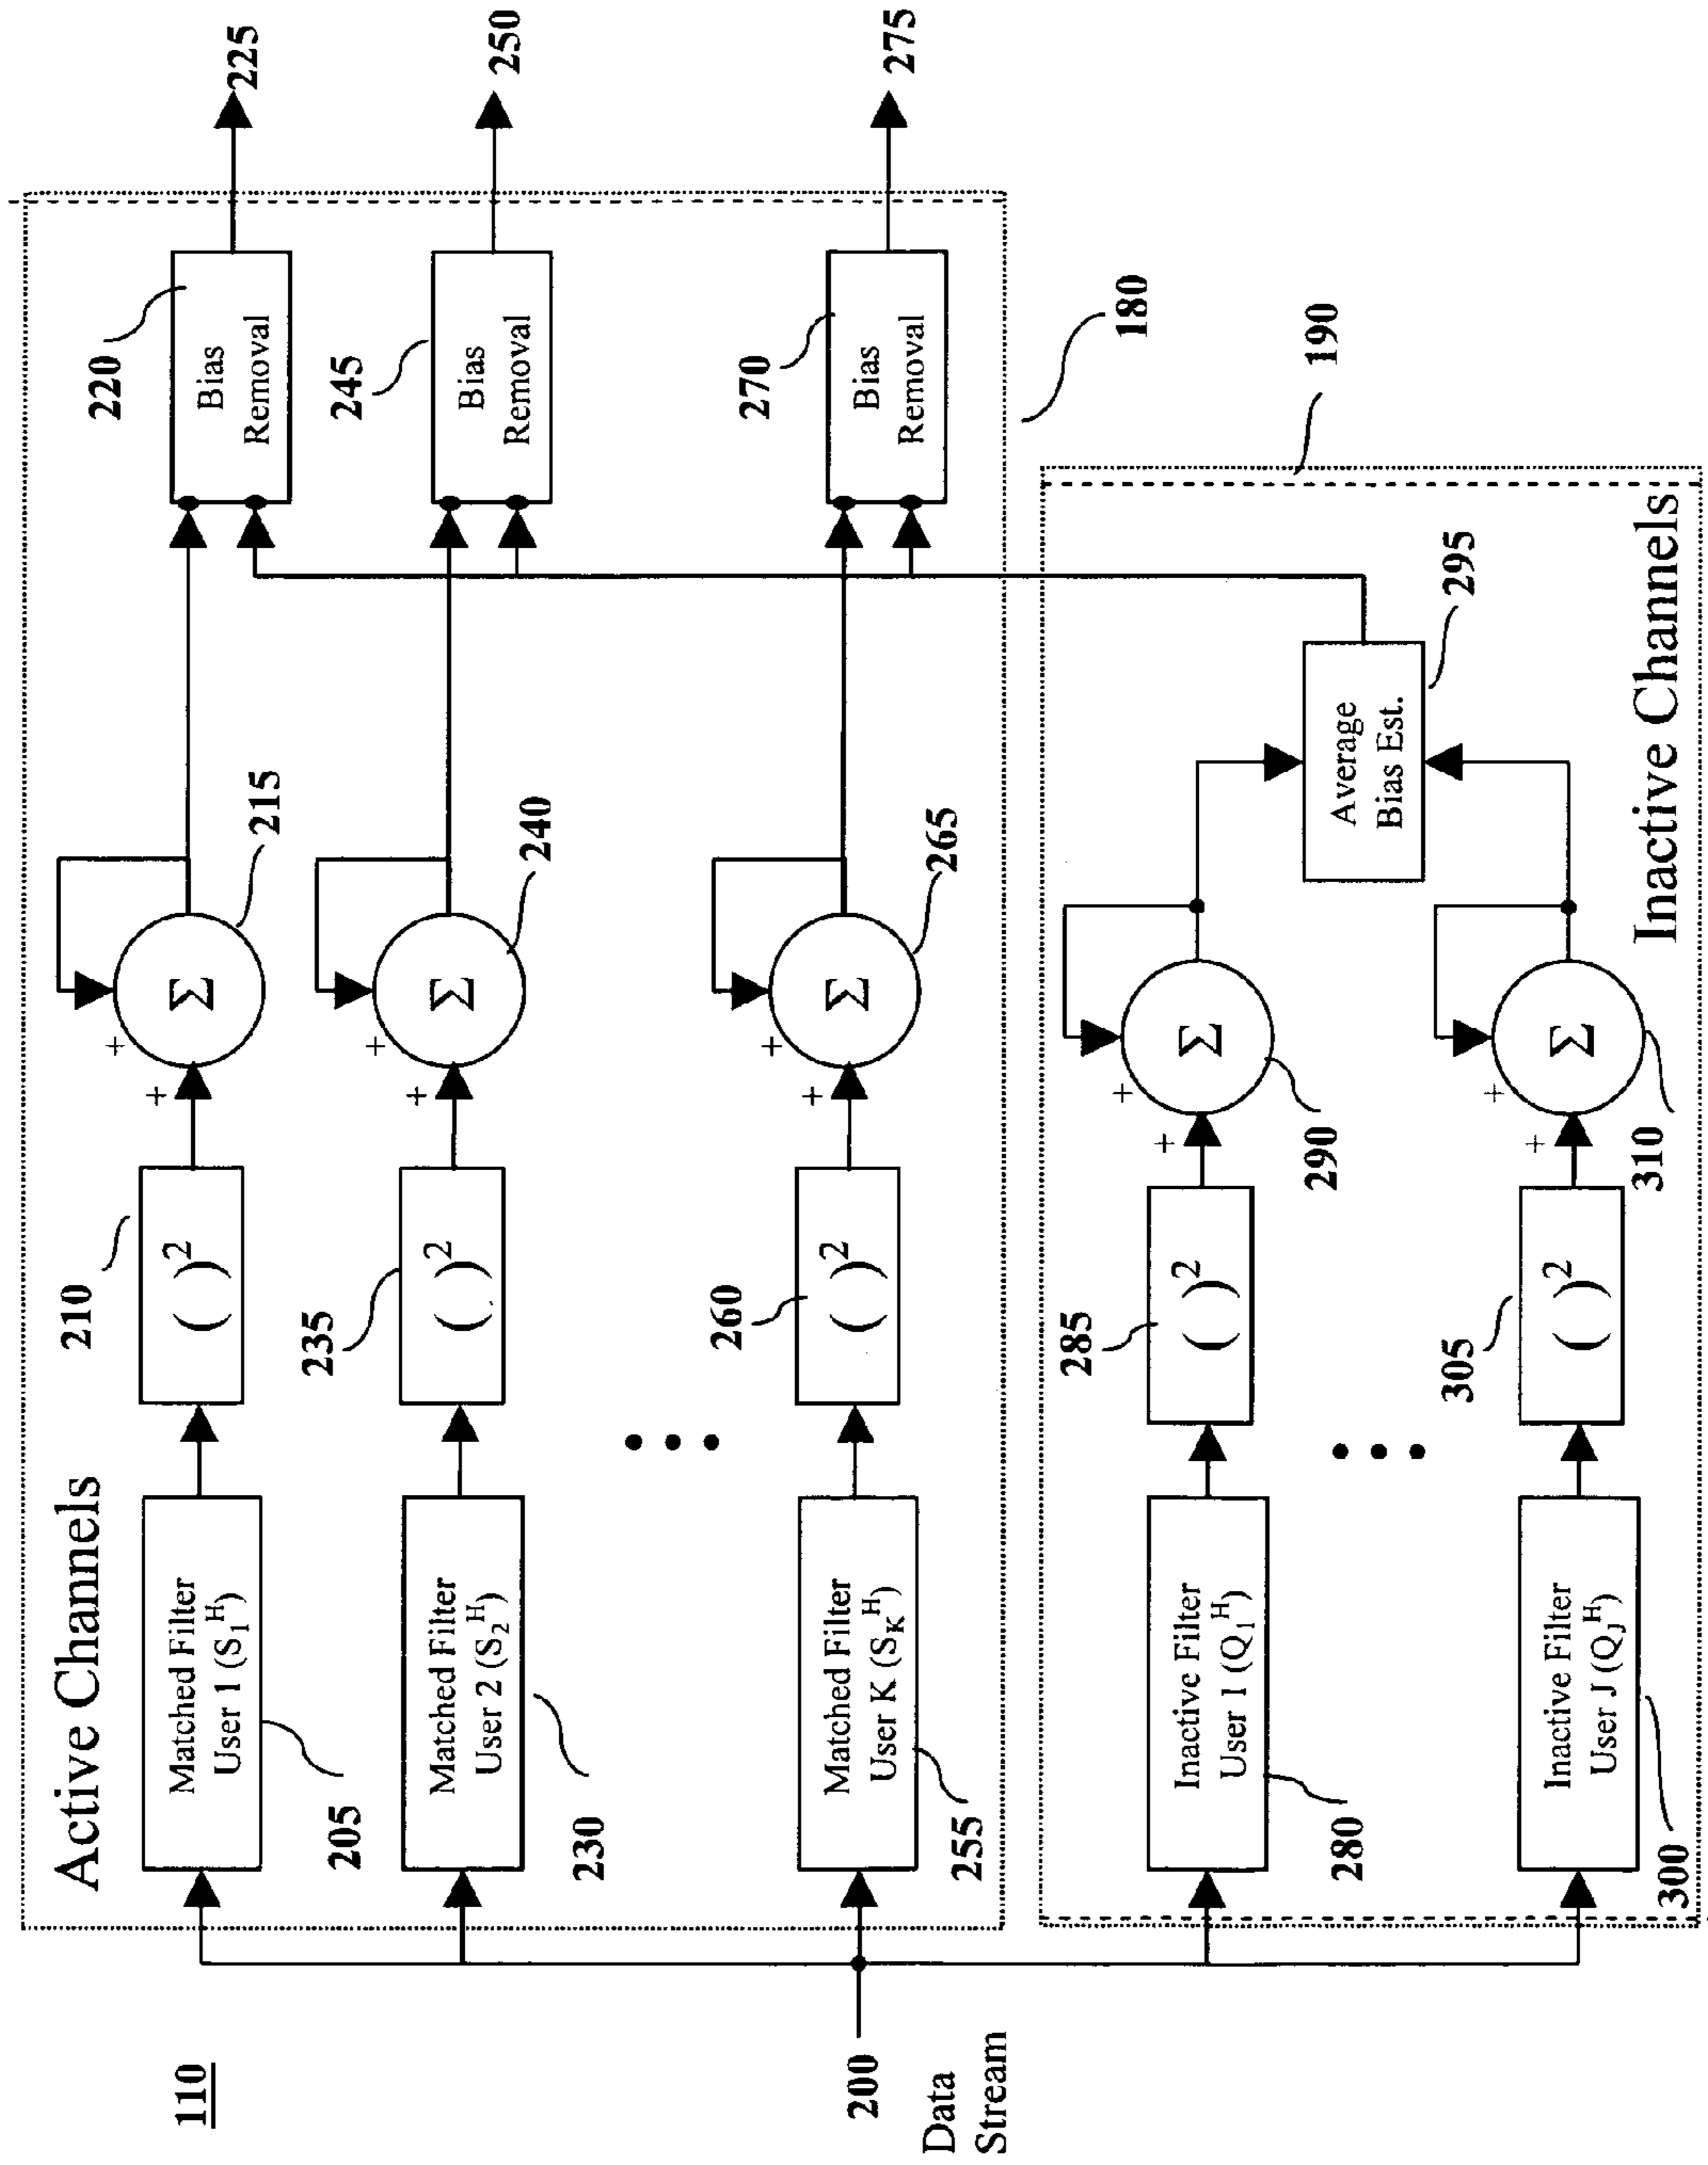 110
Active Channels
Matched Filter
User 1 (S₁ᴴ)
205
210
( )²
+
+
Σ
215
220
Bias
Removal
225
Matched Filter
User 2 (S₂ᴴ)
230
235
( )²
+
+
Σ
240
245
Bias
Removal
250
• • •
200
Data
Stream
Matched Filter
User K (S_Kᴴ)
255
260
( )²
+
+
Σ
265
270
Bias
Removal
275
180
190
Inactive Filter
User 1 (Q₁ᴴ)
280
285
( )²
+
+
Σ
290
Average
Bias Est.
295
• • •
Inactive Filter
User J (Q_Jᴴ)
300
305
( )²
+
+
Σ
310
Inactive Channels